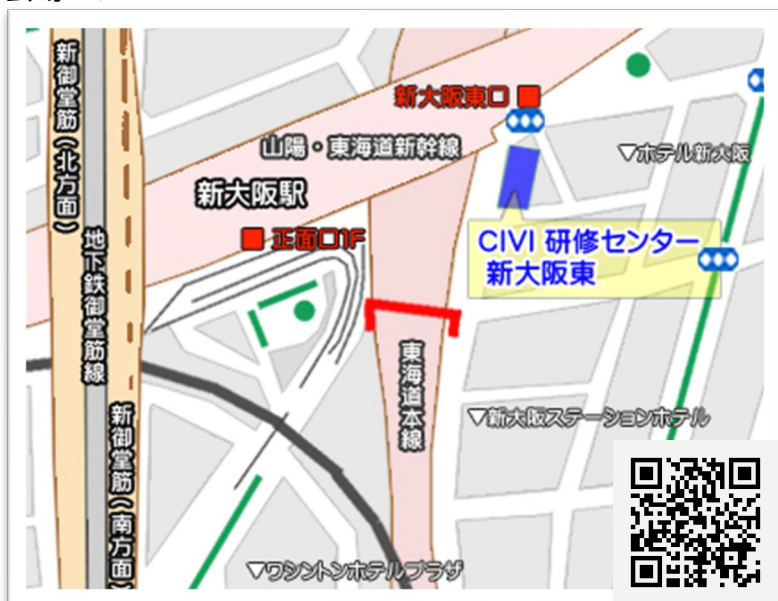 新御堂筋(北方面)
地下鉄御堂筋線
新御堂筋(南方面)
新大阪東口
山陽・東海道新幹線
▽ホテル新大阪
新大阪駅
正面口1F
CIVI 研修センター
新大阪東
東海道本線
▽新大阪ステーションホテル
▽ワシントンホテルプラザ